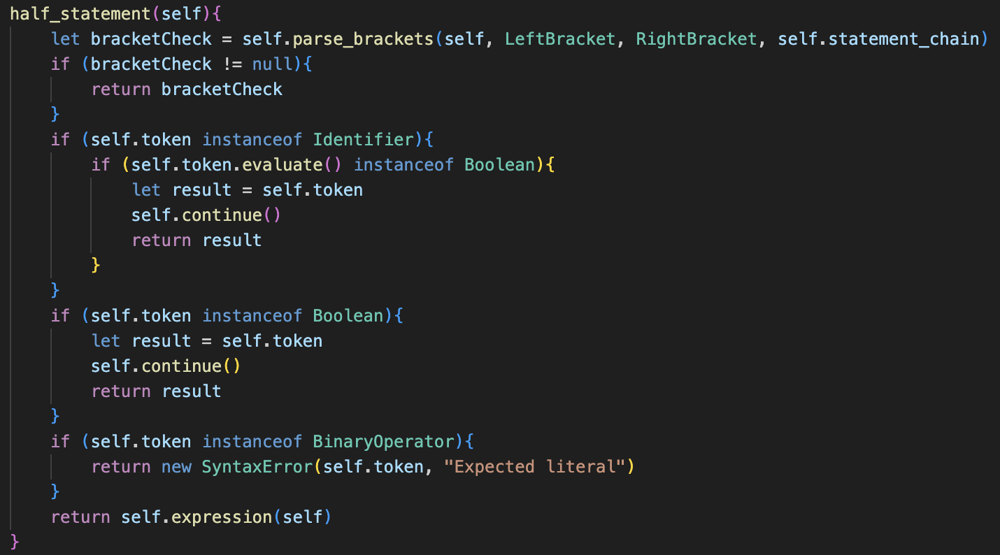 half_statement(self){
    let bracketCheck = self.parse_brackets(self, LeftBracket, RightBracket, self.statement_chain)
    if (bracketCheck != null){
        return bracketCheck
    }
    if (self.token instanceof Identifier){
        if (self.token.evaluate() instanceof Boolean){
            let result = self.token
            self.continue()
            return result
        }
    }
    if (self.token instanceof Boolean){
        let result = self.token
        self.continue()
        return result
    }
    if (self.token instanceof BinaryOperator){
        return new SyntaxError(self.token, "Expected literal")
    }
    return self.expression(self)
}